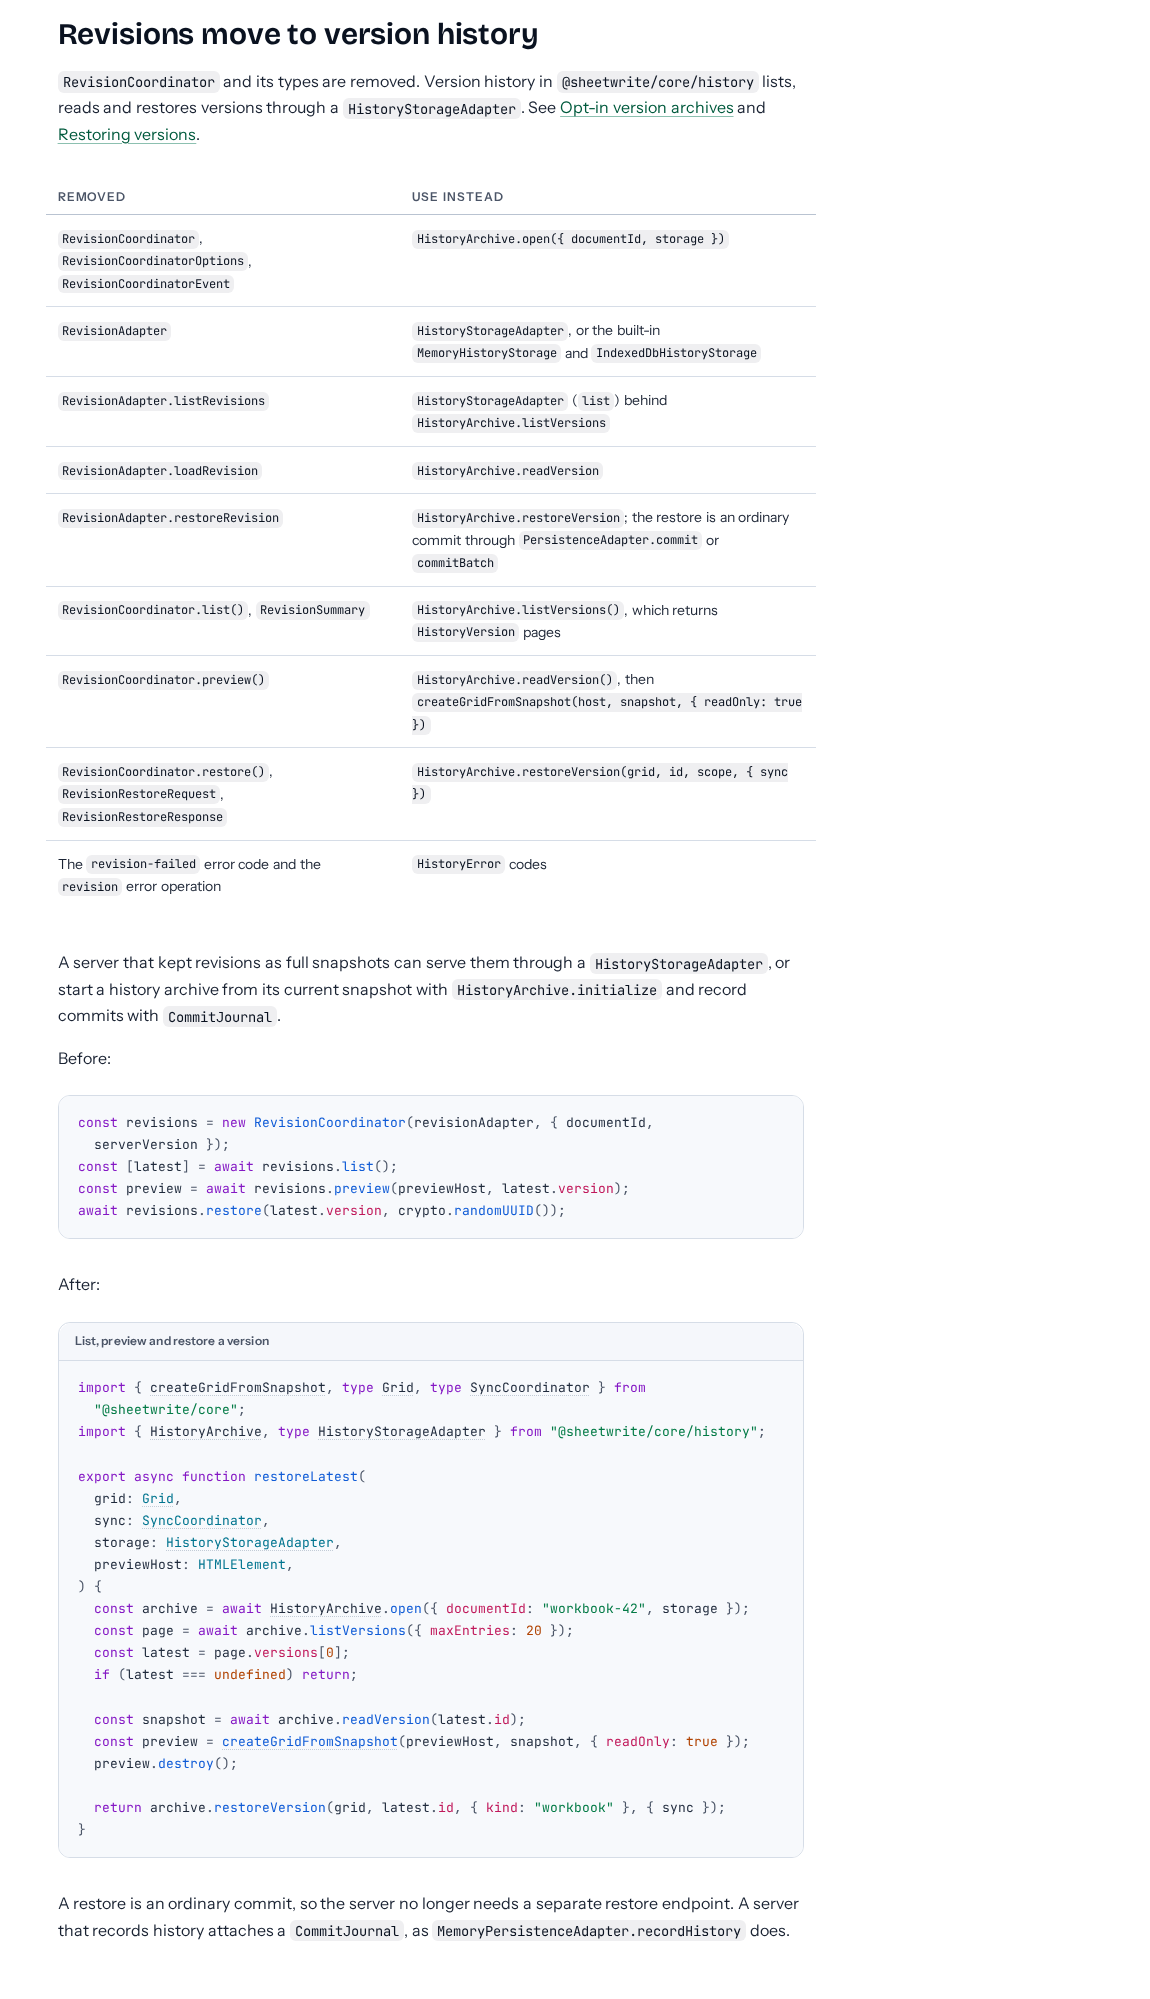 Revisions move to version history
RevisionCoordinator and its types are removed. Version history in @sheetwrite/core/history lists,
reads and restores versions through a HistoryStorageAdapter. See Opt-in version archives and
Restoring versions.
REMOVED USE INSTEAD
RevisionCoordinator, HistoryArchive.open({ documentId, storage })
RevisionCoordinatorOptions,
RevisionCoordinatorEvent
RevisionAdapter HistoryStorageAdapter, or the built-in
MemoryHistoryStorage and IndexedDbHistoryStorage
RevisionAdapter.listRevisions HistoryStorageAdapter (list) behind
HistoryArchive.listVersions
RevisionAdapter.loadRevision HistoryArchive.readVersion
RevisionAdapter.restoreRevision HistoryArchive.restoreVersion; the restore is an ordinary
commit through PersistenceAdapter.commit or
commitBatch
RevisionCoordinator.list(), RevisionSummary HistoryArchive.listVersions(), which returns
HistoryVersion pages
RevisionCoordinator.preview() HistoryArchive.readVersion(), then
createGridFromSnapshot(host, snapshot, { readOnly: true
})
RevisionCoordinator.restore(), HistoryArchive.restoreVersion(grid, id, scope, { sync
RevisionRestoreRequest, })
RevisionRestoreResponse
The revision-failed error code and the HistoryError codes
revision error operation
A server that kept revisions as full snapshots can serve them through a HistoryStorageAdapter, or
start a history archive from its current snapshot with HistoryArchive.initialize and record
commits with CommitJournal.
Before:
const revisions = new RevisionCoordinator(revisionAdapter, { documentId,
  serverVersion });
const [latest] = await revisions.list();
const preview = await revisions.preview(previewHost, latest.version);
await revisions.restore(latest.version, crypto.randomUUID());
After:
List, preview and restore a version
import { createGridFromSnapshot, type Grid, type SyncCoordinator } from
  "@sheetwrite/core";
import { HistoryArchive, type HistoryStorageAdapter } from "@sheetwrite/core/history";
export async function restoreLatest(
  grid: Grid,
  sync: SyncCoordinator,
  storage: HistoryStorageAdapter,
  previewHost: HTMLElement,
) {
  const archive = await HistoryArchive.open({ documentId: "workbook-42", storage });
  const page = await archive.listVersions({ maxEntries: 20 });
  const latest = page.versions[0];
  if (latest === undefined) return;
  const snapshot = await archive.readVersion(latest.id);
  const preview = createGridFromSnapshot(previewHost, snapshot, { readOnly: true });
  preview.destroy();
  return archive.restoreVersion(grid, latest.id, { kind: "workbook" }, { sync });
}
A restore is an ordinary commit, so the server no longer needs a separate restore endpoint. A server
that records history attaches a CommitJournal, as MemoryPersistenceAdapter.recordHistory does.